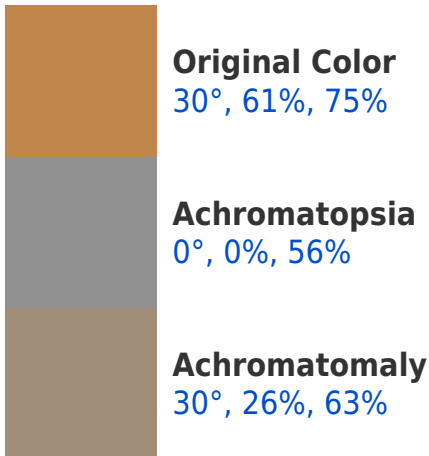 Original Color
30°, 61%, 75%
Achromatopsia
0°, 0%, 56%
Achromatomaly
30°, 26%, 63%